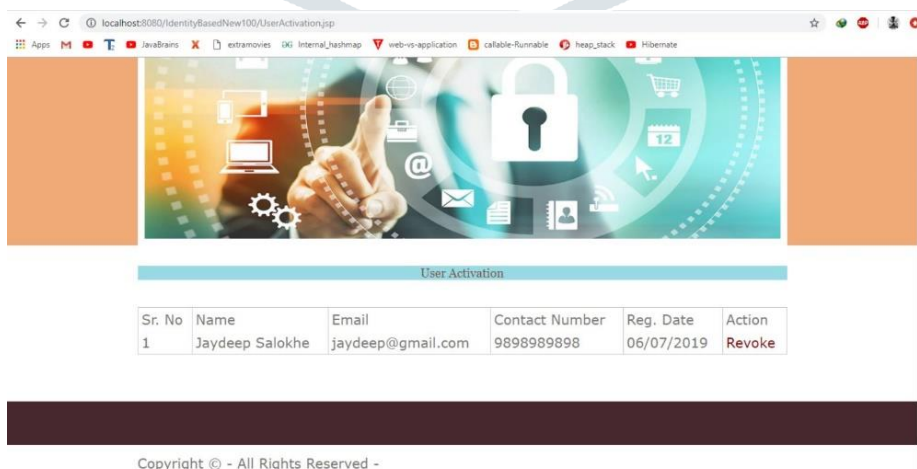 localhost:8080/IdentityBasedNew100/UserActivation.jsp
Apps JavaBrains extramovies Internal_hashmap web-vs-application callable-Runnable heap_stack Hibernate
12
@
User Activation
Sr. No Name Email Contact Number Reg. Date Action
1 Jaydeep Salokhe jaydeep@gmail.com 9898989898 06/07/2019 Revoke
Copyright © - All Rights Reserved -